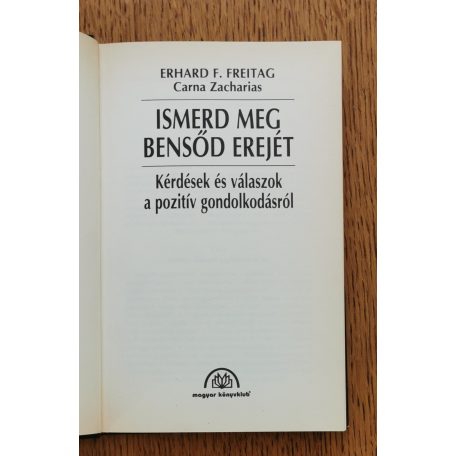 ERHARD F. FREITAG
Carna Zacharias
ISMERD MEG
BENSŐD EREJÉT
Kérdések és válaszok
a pozitív gondolkodásról
magyar könyvklub